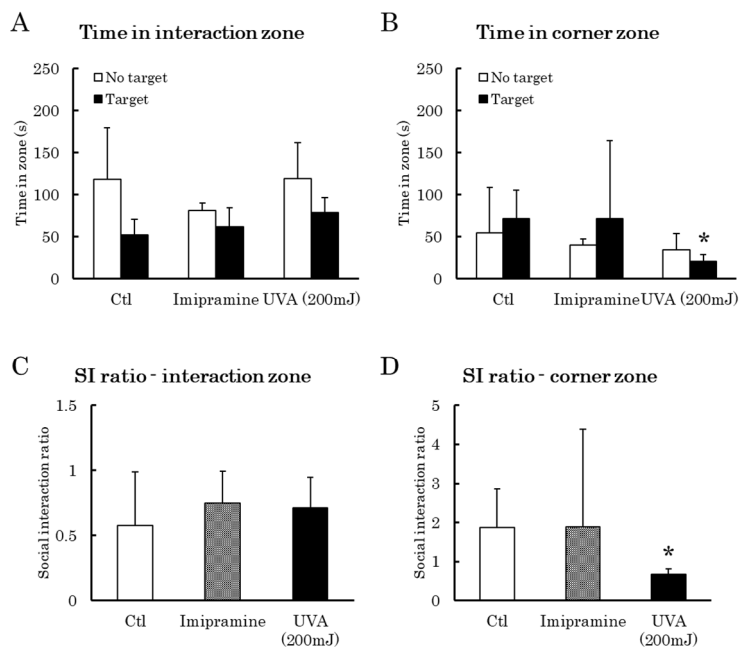 A
Time in interaction zone
Time in zone (s)
250
200
150
100
50
0
No target
Target
Ctl
Imipramine
UVA (200mJ)
B
Time in corner zone
Time in zone (s)
250
200
150
100
50
0
No target
Target
*
Ctl
Imipramine
UVA (200mJ)
C
SI ratio - interaction zone
Social interaction ratio
1.5
1
0.5
0
Ctl
Imipramine
UVA
(200mJ)
D
SI ratio - corner zone
Social interaction ratio
5
4
3
2
1
0
*
Ctl
Imipramine
UVA
(200mJ)